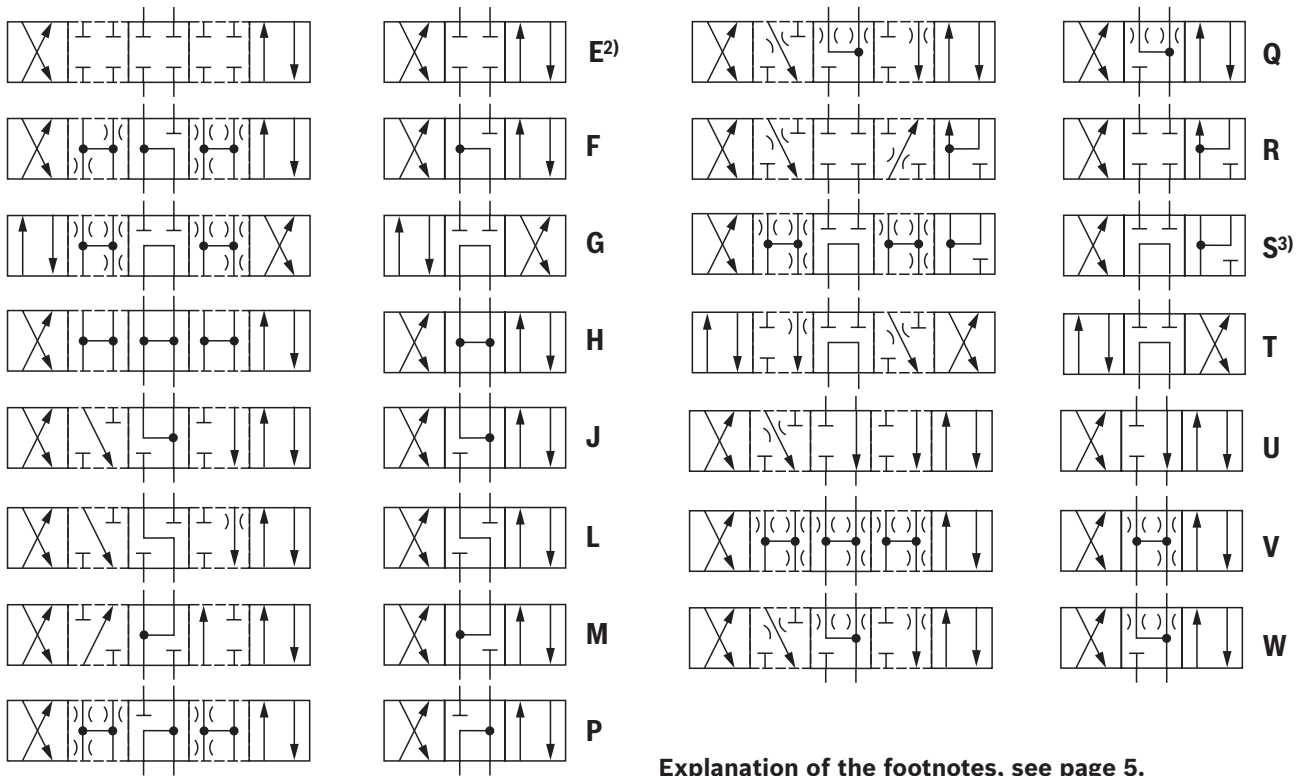 E2)
F
G
H
J
L
M
P
Q
R
S3)
T
U
V
W
Explanation of the footnotes, see page 5.